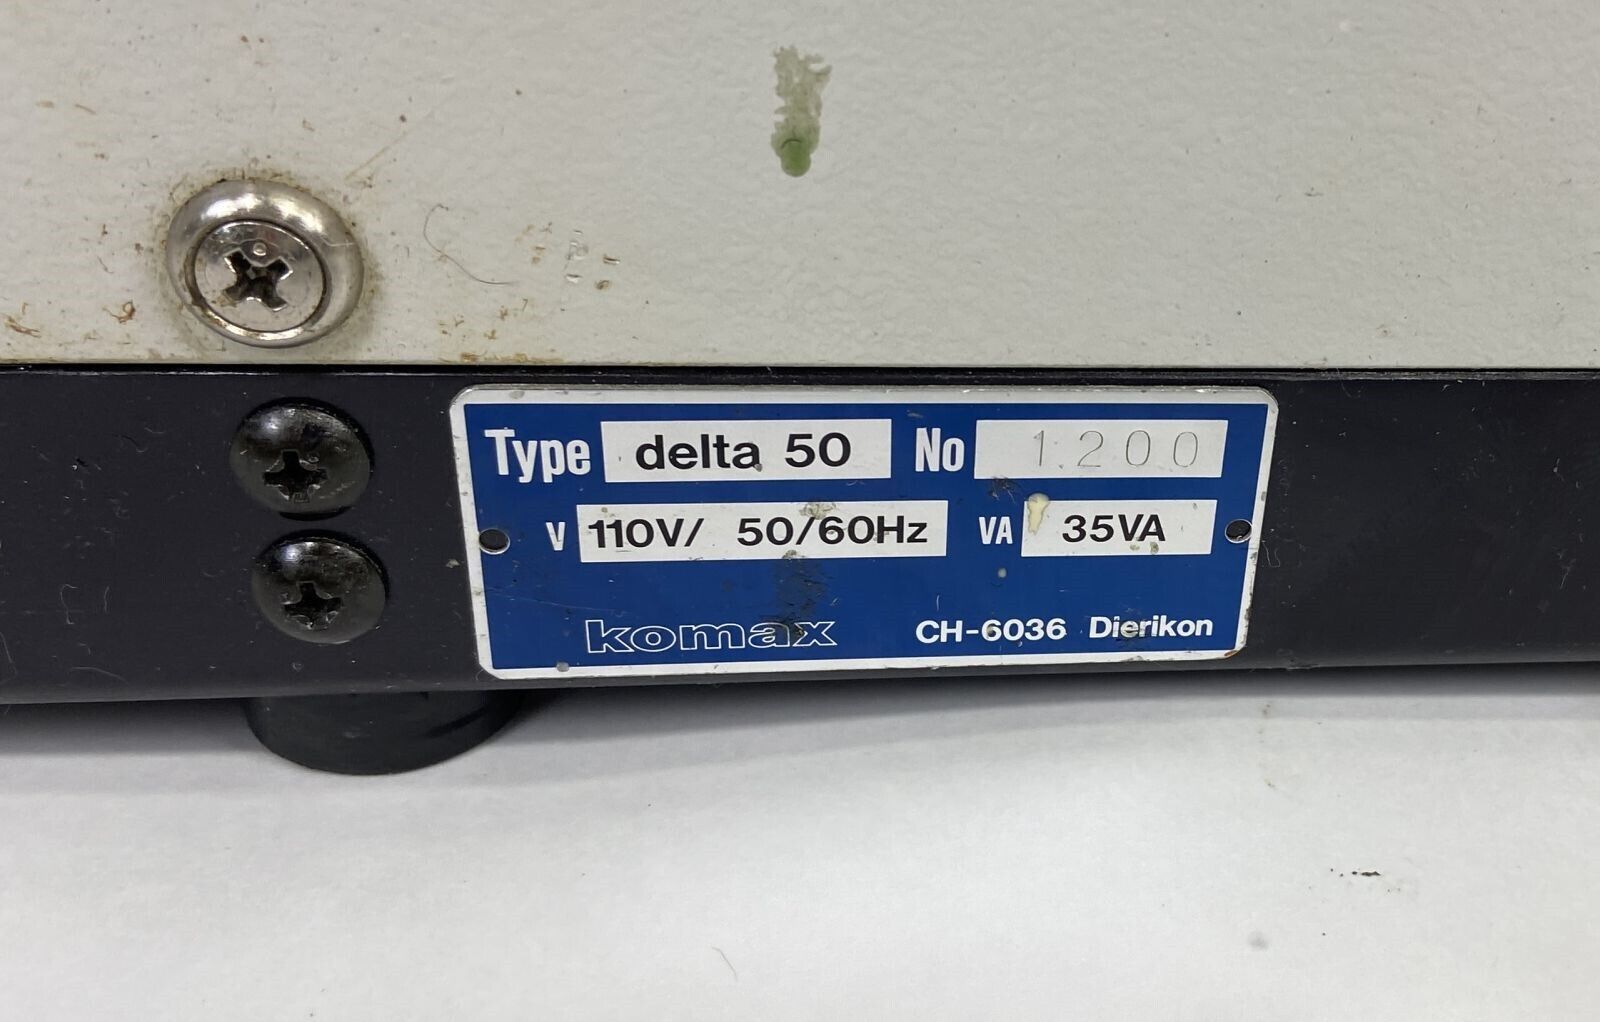 Type delta 50 No 1200
V 110V/ 50/60Hz VA 35VA
komax CH-6036 Dierikon